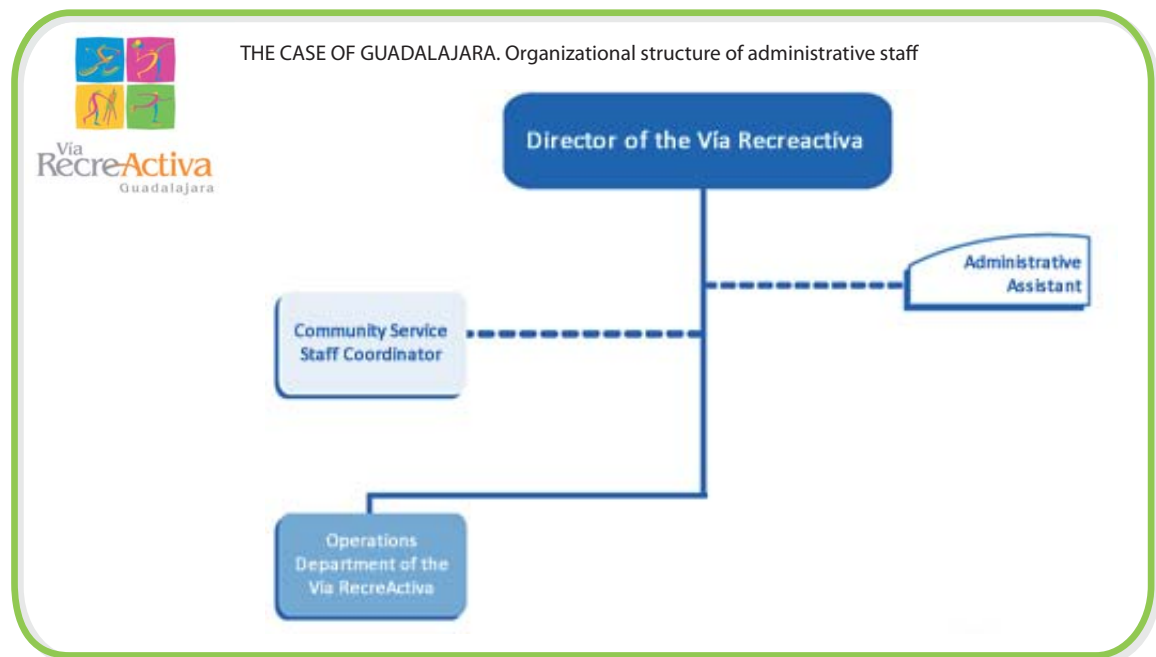 THE CASE OF GUADALAJARA. Organizational structure of administrative staff
Vía
RecreActiva
Guadalajara
Director of the Vía Recreactiva
Administrative
Assistant
Community Service
Staff Coordinator
Operations
Department of the
Vía RecreActiva